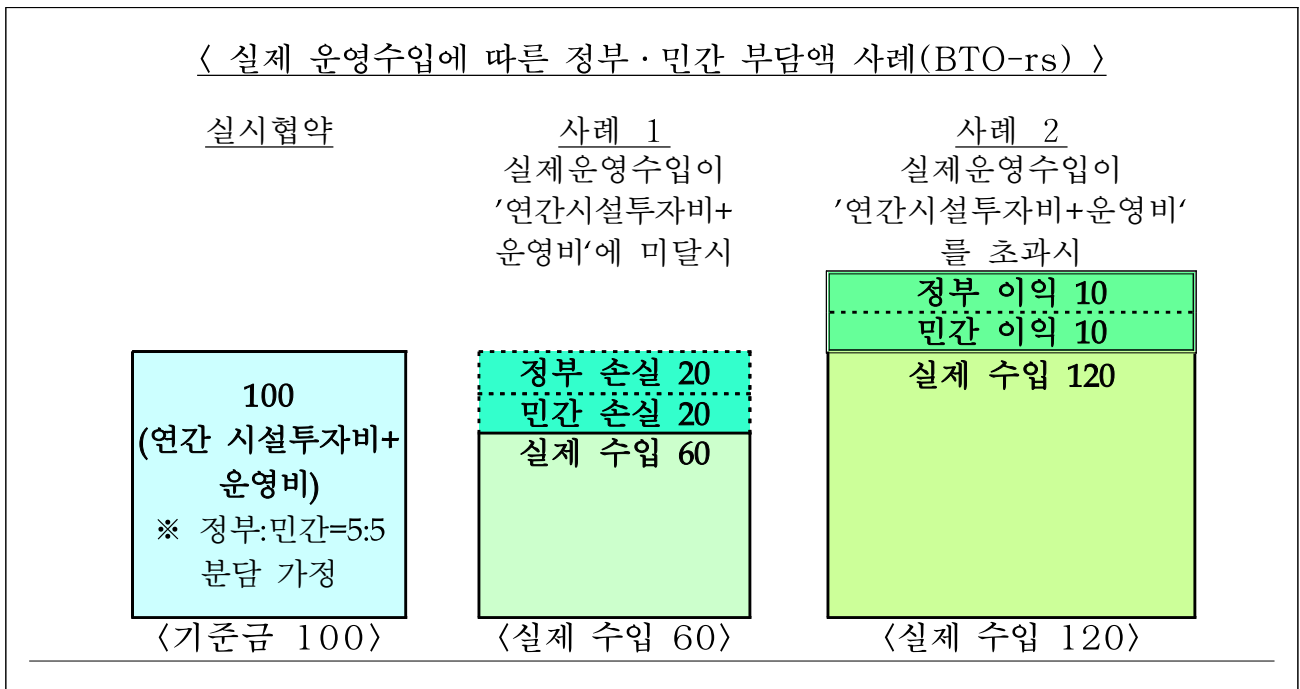 〈 실제 운영수입에 따른 정부·민간 부담액 사례(BTO-rs) 〉
실시협약
100
(연간 시설투자비+
운영비)
※ 정부:민간=5:5
분담 가정
〈기준금 100〉
사례 1
실제운영수입이
'연간시설투자비+
운영비‘에 미달시
정부 손실 20
민간 손실 20
실제 수입 60
〈실제 수입 60〉
사례 2
실제운영수입이
'연간시설투자비+운영비‘
를 초과시
정부 이익 10
민간 이익 10
실제 수입 120
〈실제 수입 120〉